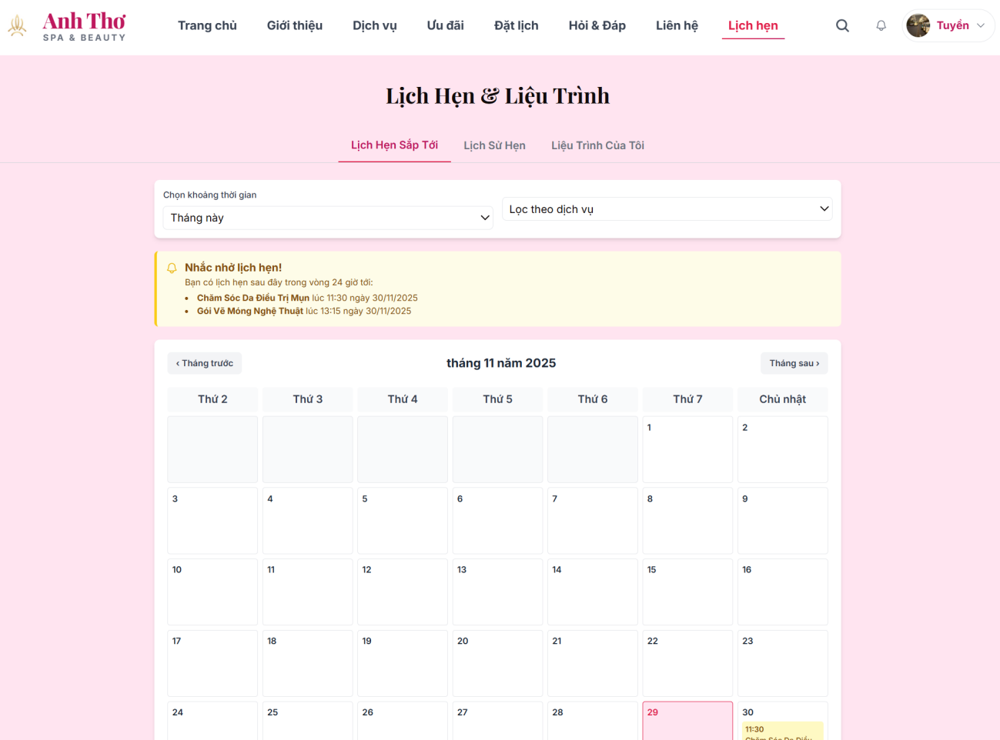 Anh Thơ
SPA & BEAUTY
Trang chủ
Giới thiệu
Dịch vụ
Ưu đãi
Đặt lịch
Hỏi & Đáp
Liên hệ
Lịch hẹn
Tuyển
Lịch Hẹn & Liệu Trình
Lịch Hẹn Sắp Tới
Lịch Sử Hẹn
Liệu Trình Của Tôi
Chọn khoảng thời gian
Tháng này
Lọc theo dịch vụ
Nhắc nhở lịch hẹn!
Bạn có lịch hẹn sau đây trong vòng 24 giờ tới:
• Chăm Sóc Da Điều Trị Mụn lúc 11:30 ngày 30/11/2025
• Gói Vẽ Móng Nghệ Thuật lúc 13:15 ngày 30/11/2025
‹ Tháng trước
tháng 11 năm 2025
Tháng sau ›
Thứ 2
Thứ 3
Thứ 4
Thứ 5
Thứ 6
Thứ 7
Chủ nhật
1
2
3
4
5
6
7
8
9
10
11
12
13
14
15
16
17
18
19
20
21
22
23
24
25
26
27
28
29
30
11:30
Chăm Sóc Da Điều